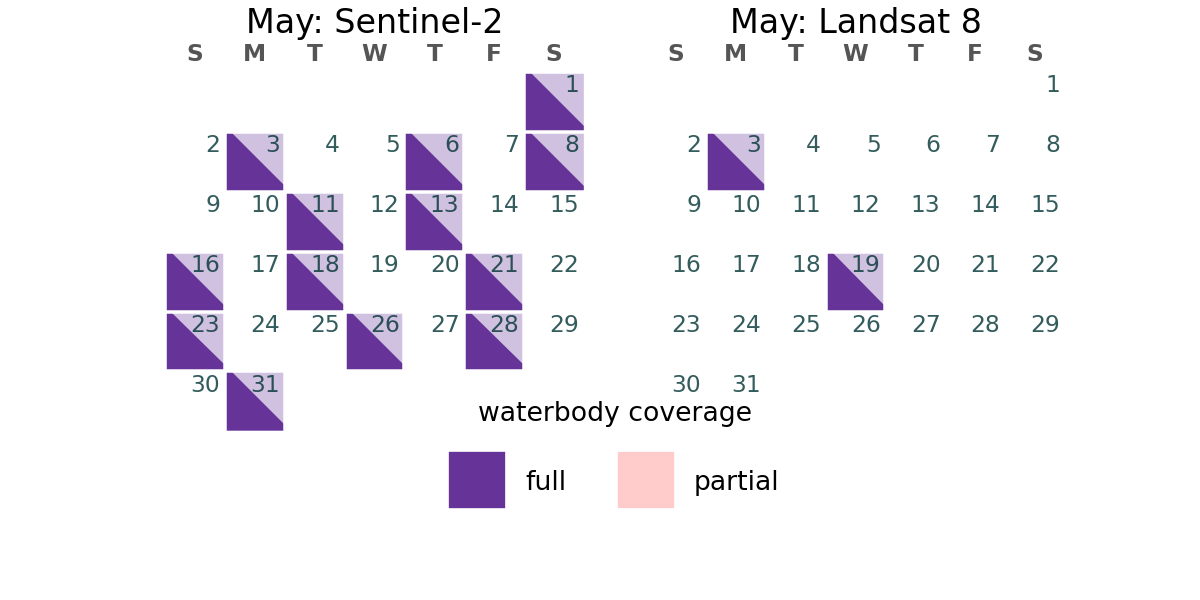 May: Sentinel-2
S M T W T F S
1
2 3 4 5 6 7 8
9 10 11 12 13 14 15
16 17 18 19 20 21 22
23 24 25 26 27 28 29
30 31
May: Landsat 8
S M T W T F S
1
2 3 4 5 6 7 8
9 10 11 12 13 14 15
16 17 18 19 20 21 22
23 24 25 26 27 28 29
30 31
waterbody coverage
full partial